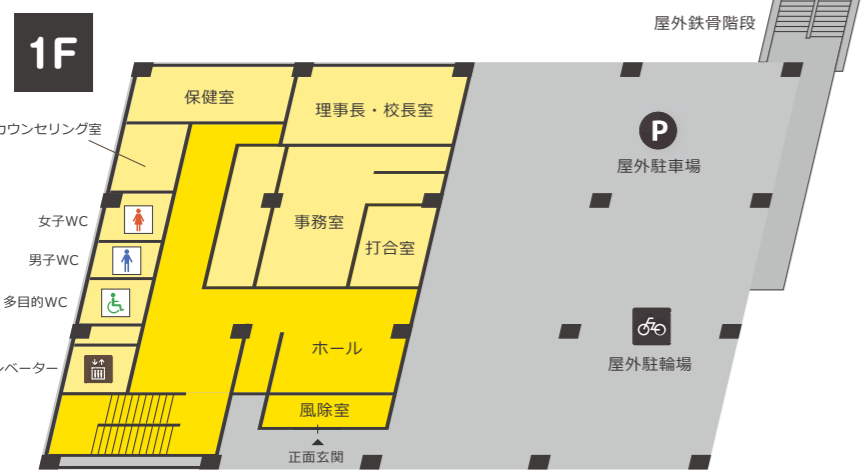 1F
屋外鉄骨階段
保健室
理事長・校長室
P
カウンセリング室
屋外駐車場
女子WC
事務室
打合室
男子WC
多目的WC
ホール
屋外駐輪場
ベーター
風除室
正面玄関